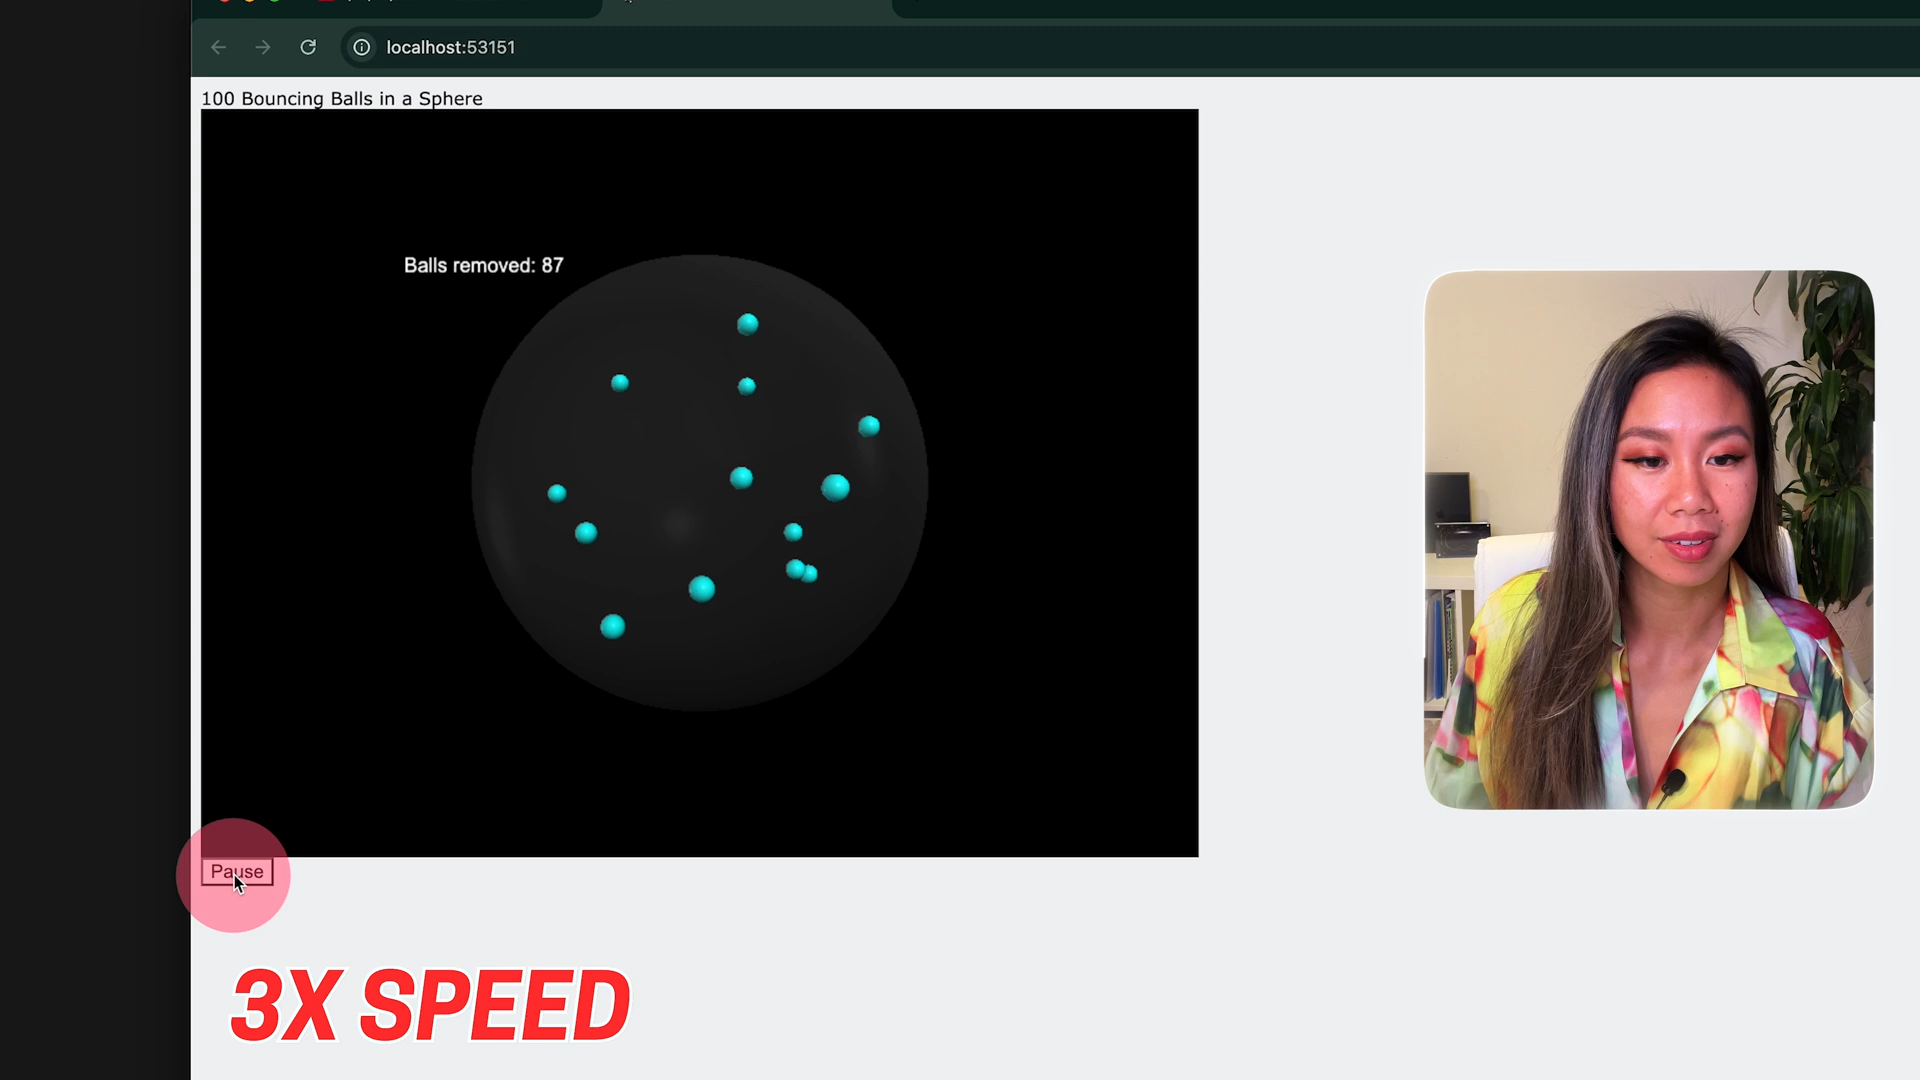 localhost:53151
100 Bouncing Balls in a Sphere
Balls removed: 87
Pause
3X SPEED